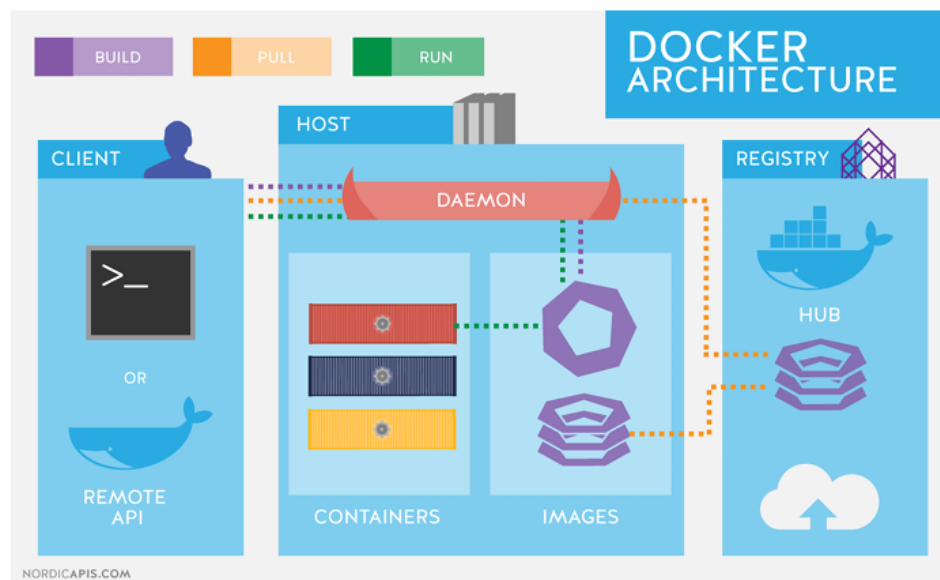 BUILD
PULL
RUN
DOCKER
ARCHITECTURE
CLIENT
HOST
REGISTRY
DAEMON
>_
OR
REMOTE
API
CONTAINERS
IMAGES
HUB
NORDICAPIS.COM